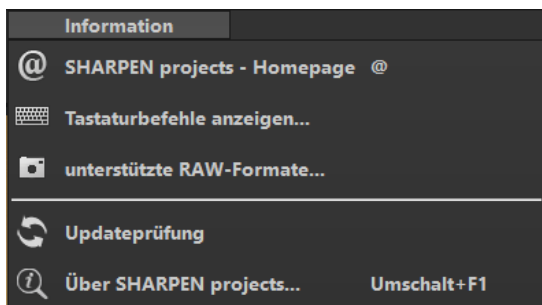 Information
SHARPEN projects - Homepage @
Tastaturbefehle anzeigen...
unterstützte RAW-Formate...
Updateprüfung
Über SHARPEN projects... Umschalt+F1